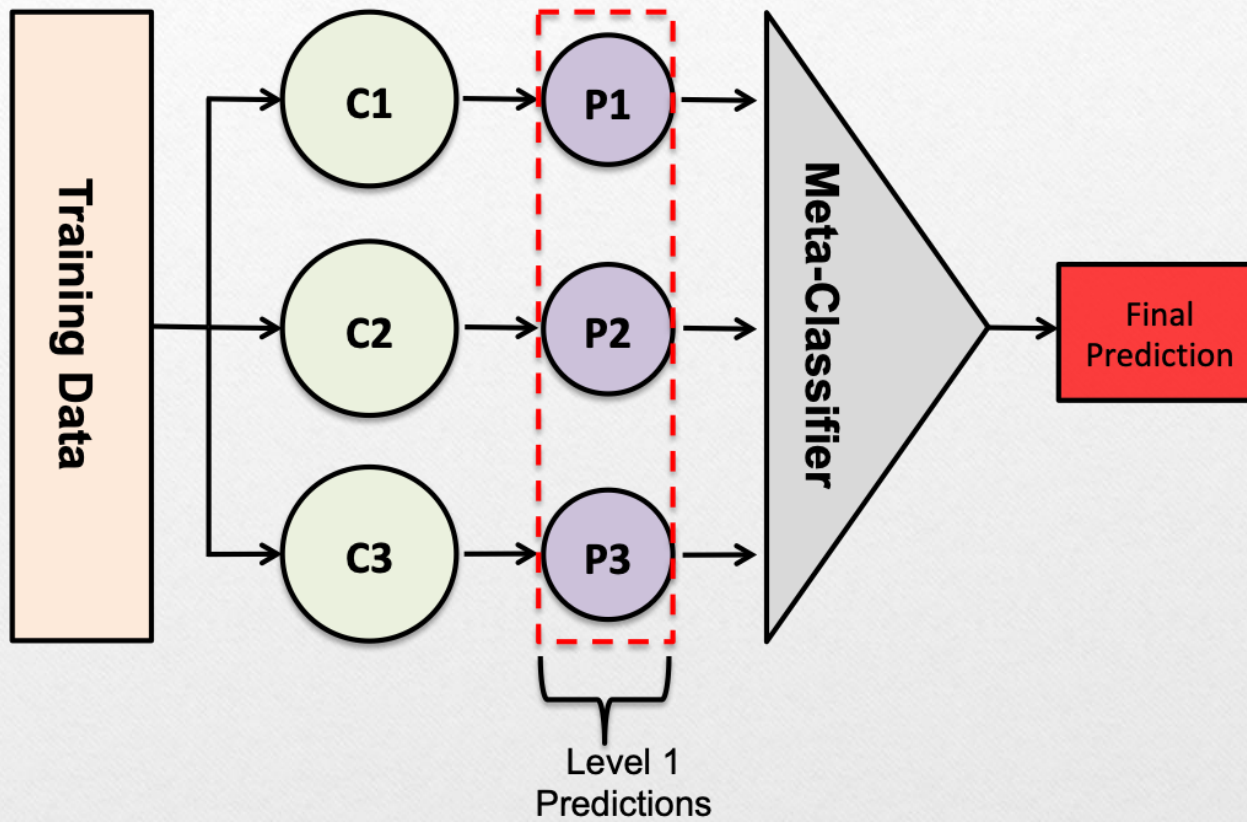 Training Data
C1
P1
C2
P2
C3
P3
Meta-Classifier
Final
Prediction
Level 1
Predictions